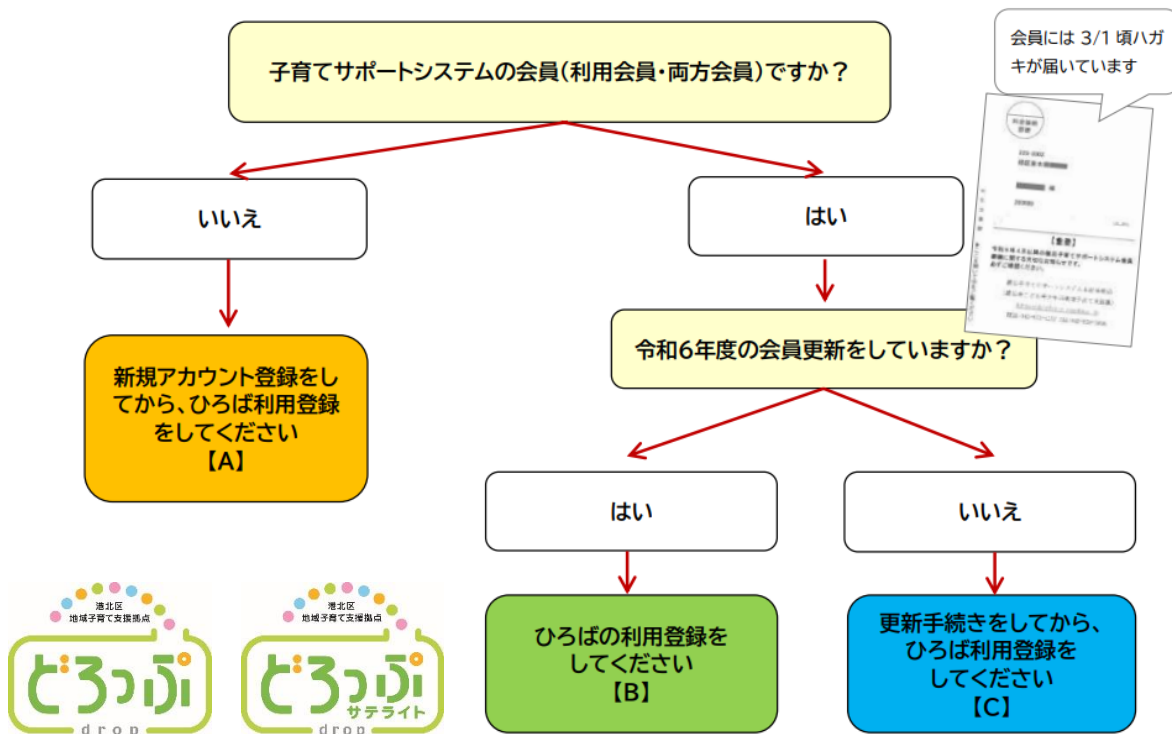 会員には 3/1 頃ハガ
キが届いています
子育てサポートシステムの会員(利用会員・両方会員)ですか？
いいえ
はい
【重要】
令和6年度の会員更新をしていますか？
新規アカウント登録をし
てから、ひろば利用登録
をしてください
【A】
はい
いいえ
ひろばの利用登録を
してください
【B】
更新手続きをしてから、
ひろば利用登録を
してください
【C】
港北区
地域子育て支援拠点
どろっぷ
drop
港北区
地域子育て支援拠点
どろっぷ
サテライト
drop